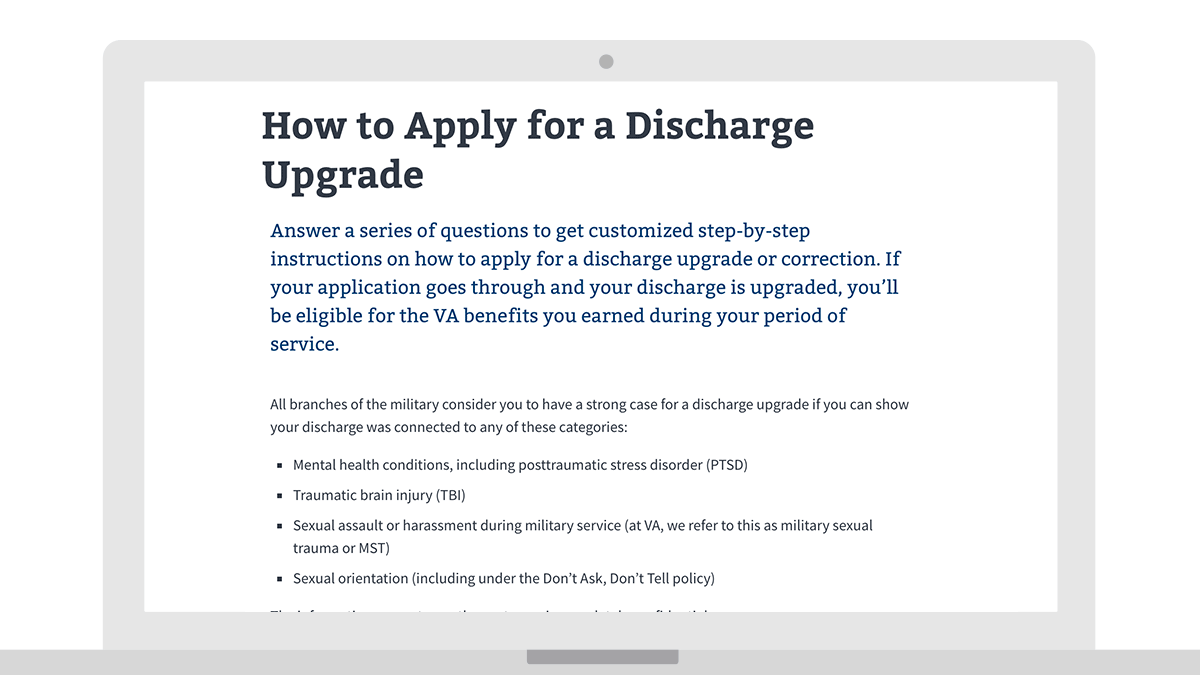 How to Apply for a Discharge
Upgrade
Answer a series of questions to get customized step-by-step
instructions on how to apply for a discharge upgrade or correction. If
your application goes through and your discharge is upgraded, you’ll
be eligible for the VA benefits you earned during your period of
service.
All branches of the military consider you to have a strong case for a discharge upgrade if you can show
your discharge was connected to any of these categories:
▪ Mental health conditions, including posttraumatic stress disorder (PTSD)
▪ Traumatic brain injury (TBI)
▪ Sexual assault or harassment during military service (at VA, we refer to this as military sexual
trauma or MST)
▪ Sexual orientation (including under the Don’t Ask, Don’t Tell policy)